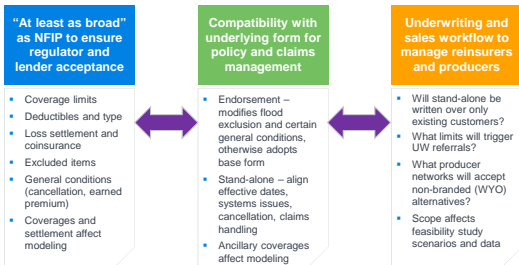 “At least as broad”
as NFIP to ensure
regulator and
lender acceptance
▪ Coverage limits
▪ Deductibles and type
▪ Loss settlement and
coinsurance
▪ Excluded items
▪ General conditions
(cancellation, earned
premium)
▪ Coverages and
settlement affect
modeling
Compatibility with
underlying form for
policy and claims
management
▪ Endorsement –
modifies flood
exclusion and certain
general conditions,
otherwise adopts
base form
▪ Stand-alone – align
effective dates,
systems issues,
cancellation, claims
handling
▪ Ancillary coverages
affect modeling
Underwriting and
sales workflow to
manage reinsurers
and producers
▪ Will stand-alone be
written over only
existing customers?
▪ What limits will trigger
UW referrals?
▪ What producer
networks will accept
non-branded (WYO)
alternatives?
▪ Scope affects
feasibility study
scenarios and data